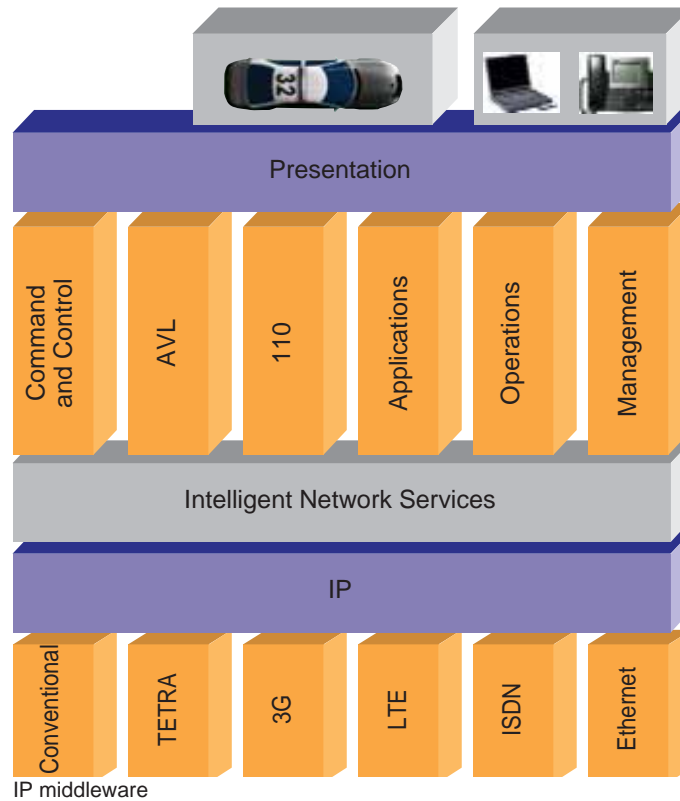 32
Presentation
Command
and Control
AVL
110
Applications
Operations
Management
Intelligent Network Services
IP
Conventional
TETRA
3G
LTE
ISDN
Ethernet
IP middleware